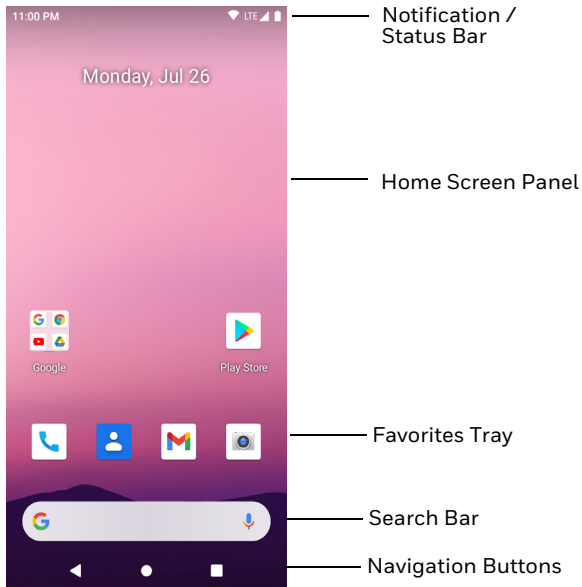 11:00 PM LTE
Notification /
Status Bar
Monday, Jul 26
Home Screen Panel
Google Play Store
Favorites Tray
Search Bar
Navigation Buttons